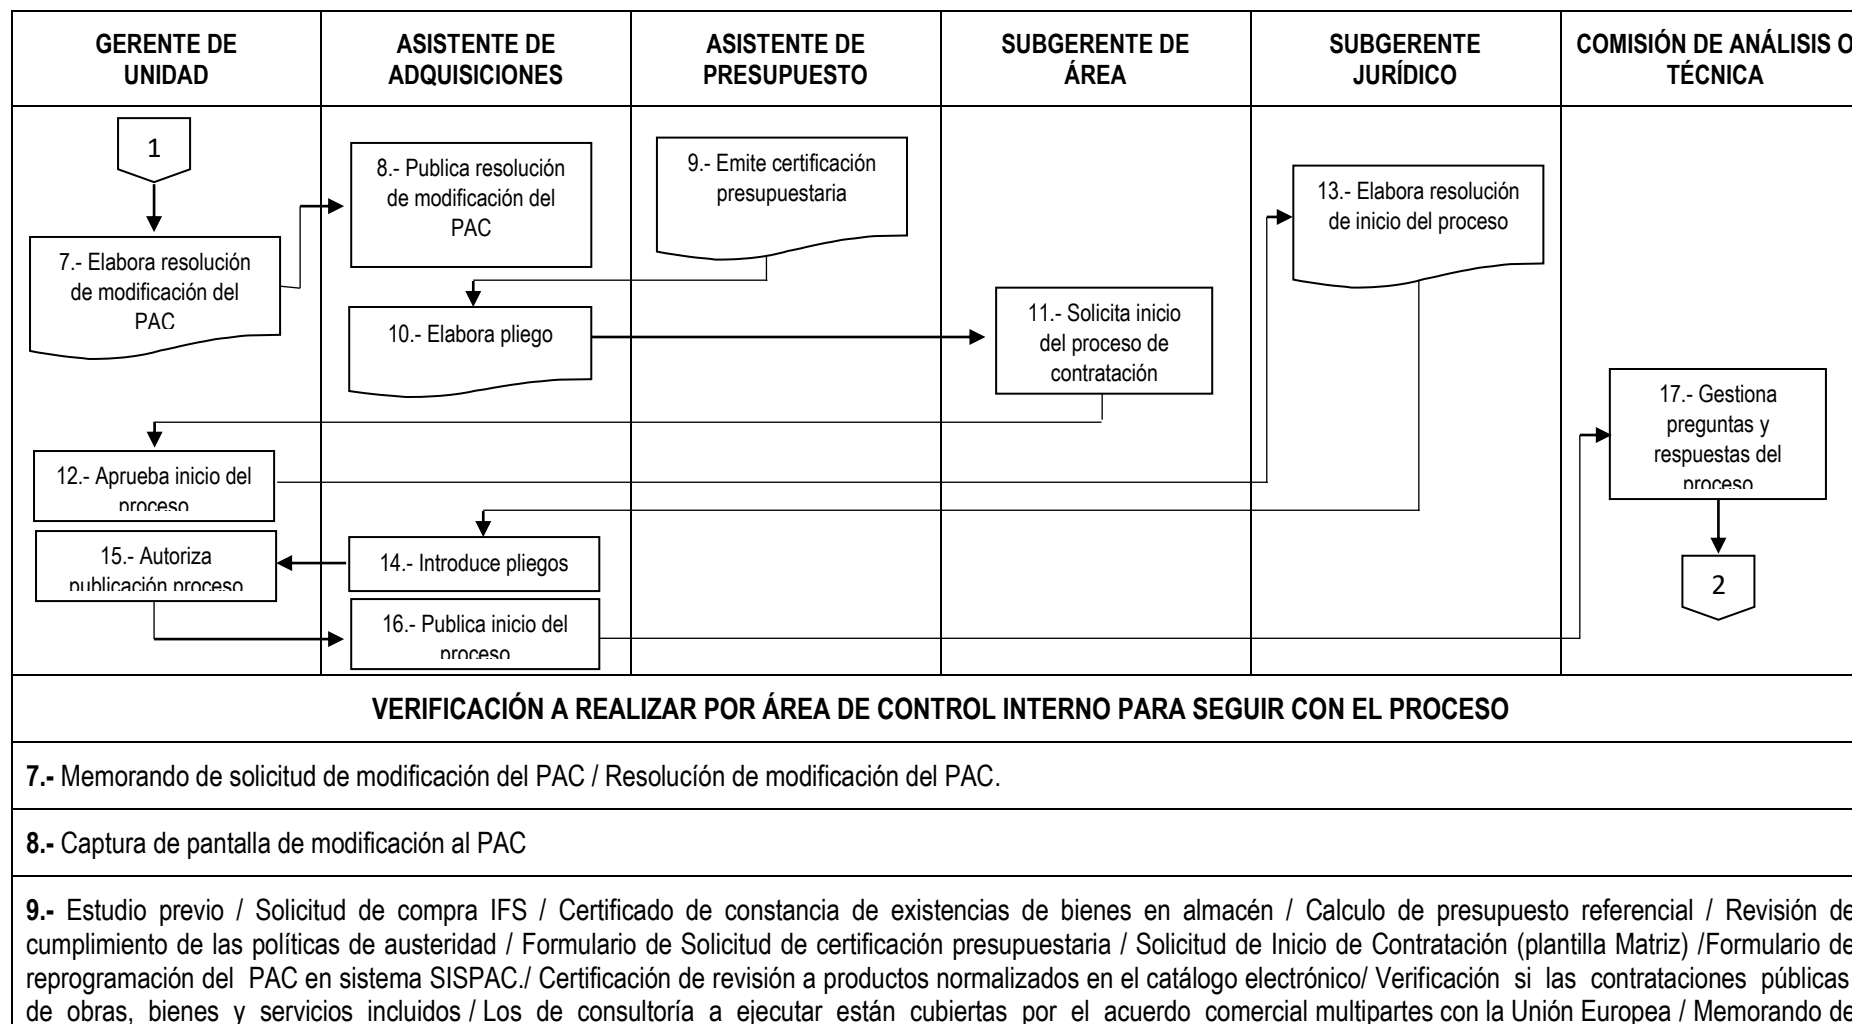 GERENTE DE
UNIDAD
ASISTENTE DE
ADQUISICIONES
ASISTENTE DE
PRESUPUESTO
SUBGERENTE DE
ÁREA
SUBGERENTE
JURÍDICO
COMISIÓN DE ANÁLISIS O
TÉCNICA
1
7.- Elabora resolución
de modificación del
PAC
8.- Publica resolución
de modificación del
PAC
9.- Emite certificación
presupuestaria
10.- Elabora pliego
11.- Solicita inicio
del proceso de
contratación
12.- Aprueba inicio del
proceso
13.- Elabora resolución
de inicio del proceso
14.- Introduce pliegos
15.- Autoriza
publicación proceso
16.- Publica inicio del
proceso
17.- Gestiona
preguntas y
respuestas del
proceso
2
VERIFICACIÓN A REALIZAR POR ÁREA DE CONTROL INTERNO PARA SEGUIR CON EL PROCESO
7.- Memorando de solicitud de modificación del PAC / Resolucíón de modificación del PAC.
8.- Captura de pantalla de modificación al PAC
9.- Estudio previo / Solicitud de compra IFS / Certificado de constancia de existencias de bienes en almacén / Calculo de presupuesto referencial / Revisión de
cumplimiento de las políticas de austeridad / Formulario de Solicitud de certificación presupuestaria / Solicitud de Inicio de Contratación (plantilla Matriz) /Formulario de
reprogramación del PAC en sistema SISPAC./ Certificación de revisión a productos normalizados en el catálogo electrónico/ Verificación si las contrataciones públicas
de obras, bienes y servicios incluidos / Los de consultoría a ejecutar están cubiertas por el acuerdo comercial multipartes con la Unión Europea / Memorando de